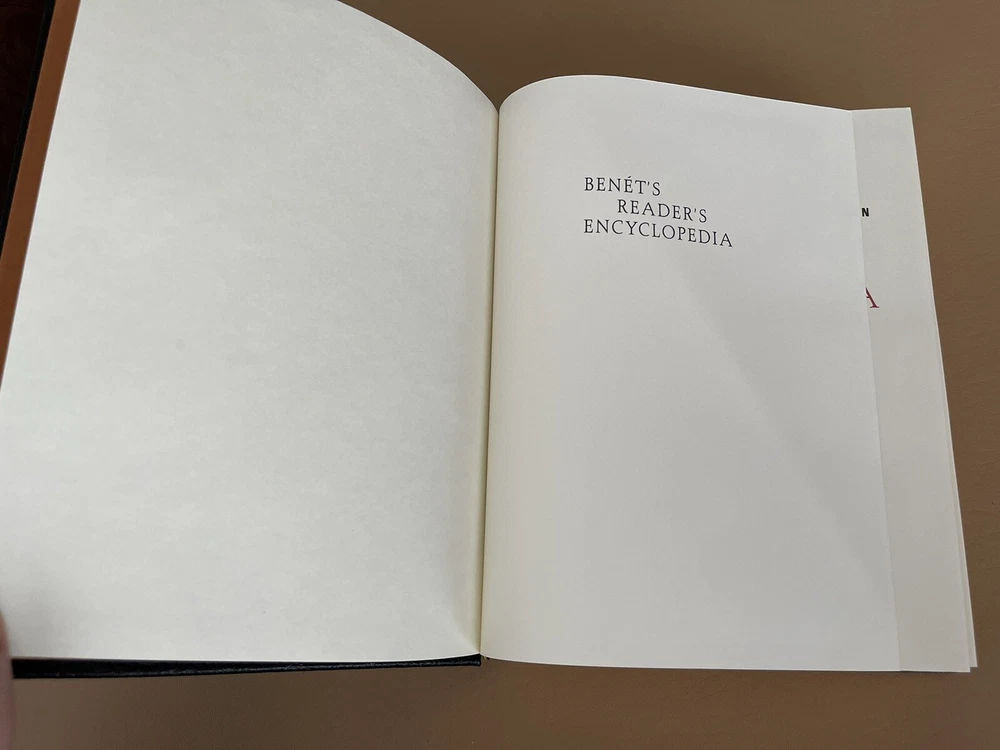 BENÉT'S
READER'S
ENCYCLOPEDIA
N
A